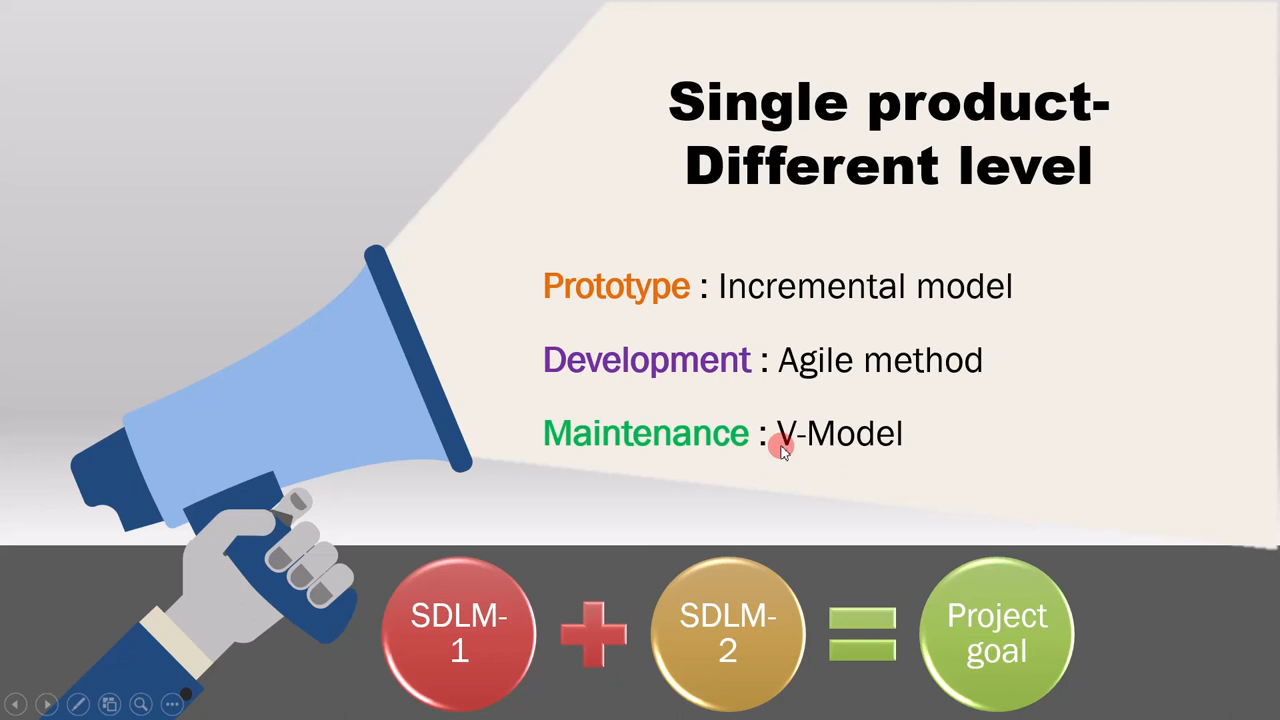 Single product-
Different level
Prototype : Incremental model
Development : Agile method
Maintenance : V-Model
SDLM-
1
SDLM-
2
Project
goal